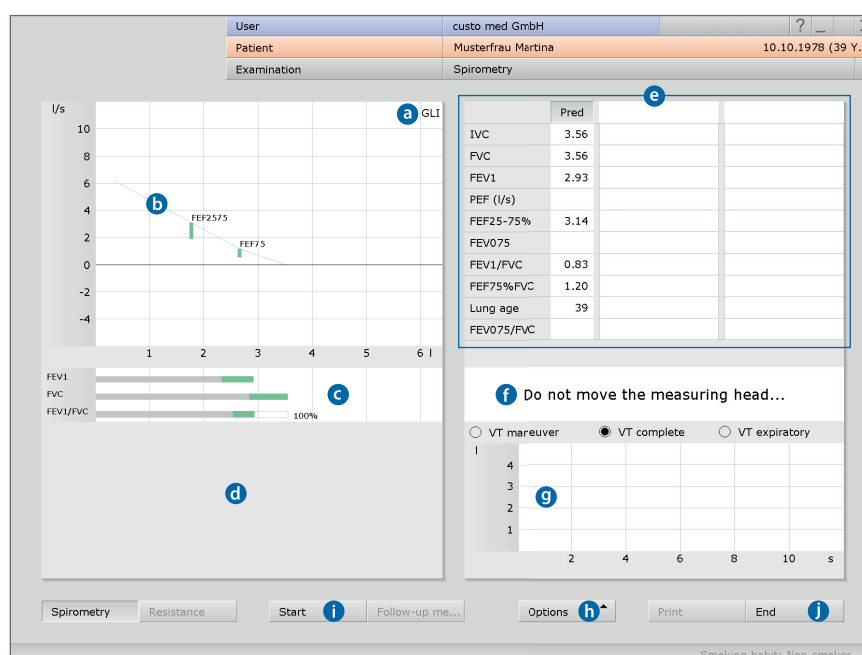 User custo med GmbH ? _
Patient Musterfrau Martina 10.10.1978 (39 Y.
Examination Spirometry
l/s a GLI
10
8
6
4
2
0
-2
-4
b
FEF2575
FEF75
1 2 3 4 5 6 l
FEV1
FVC
FEV1/FVC
100%
c
d
e
Pred
IVC 3.56
FVC 3.56
FEV1 2.93
PEF (l/s)
FEF25-75% 3.14
FEV075
FEV1/FVC 0.83
FEF75%FVC 1.20
Lung age 39
FEV075/FVC
f Do not move the measuring head...
VT mareuver VT complete VT expiratory
l
4
3
2
1
g
2 4 6 8 10 s
Spirometry Resistance Start i Follow-up me... Options h Print End j
Smoking habit: Non-smoker